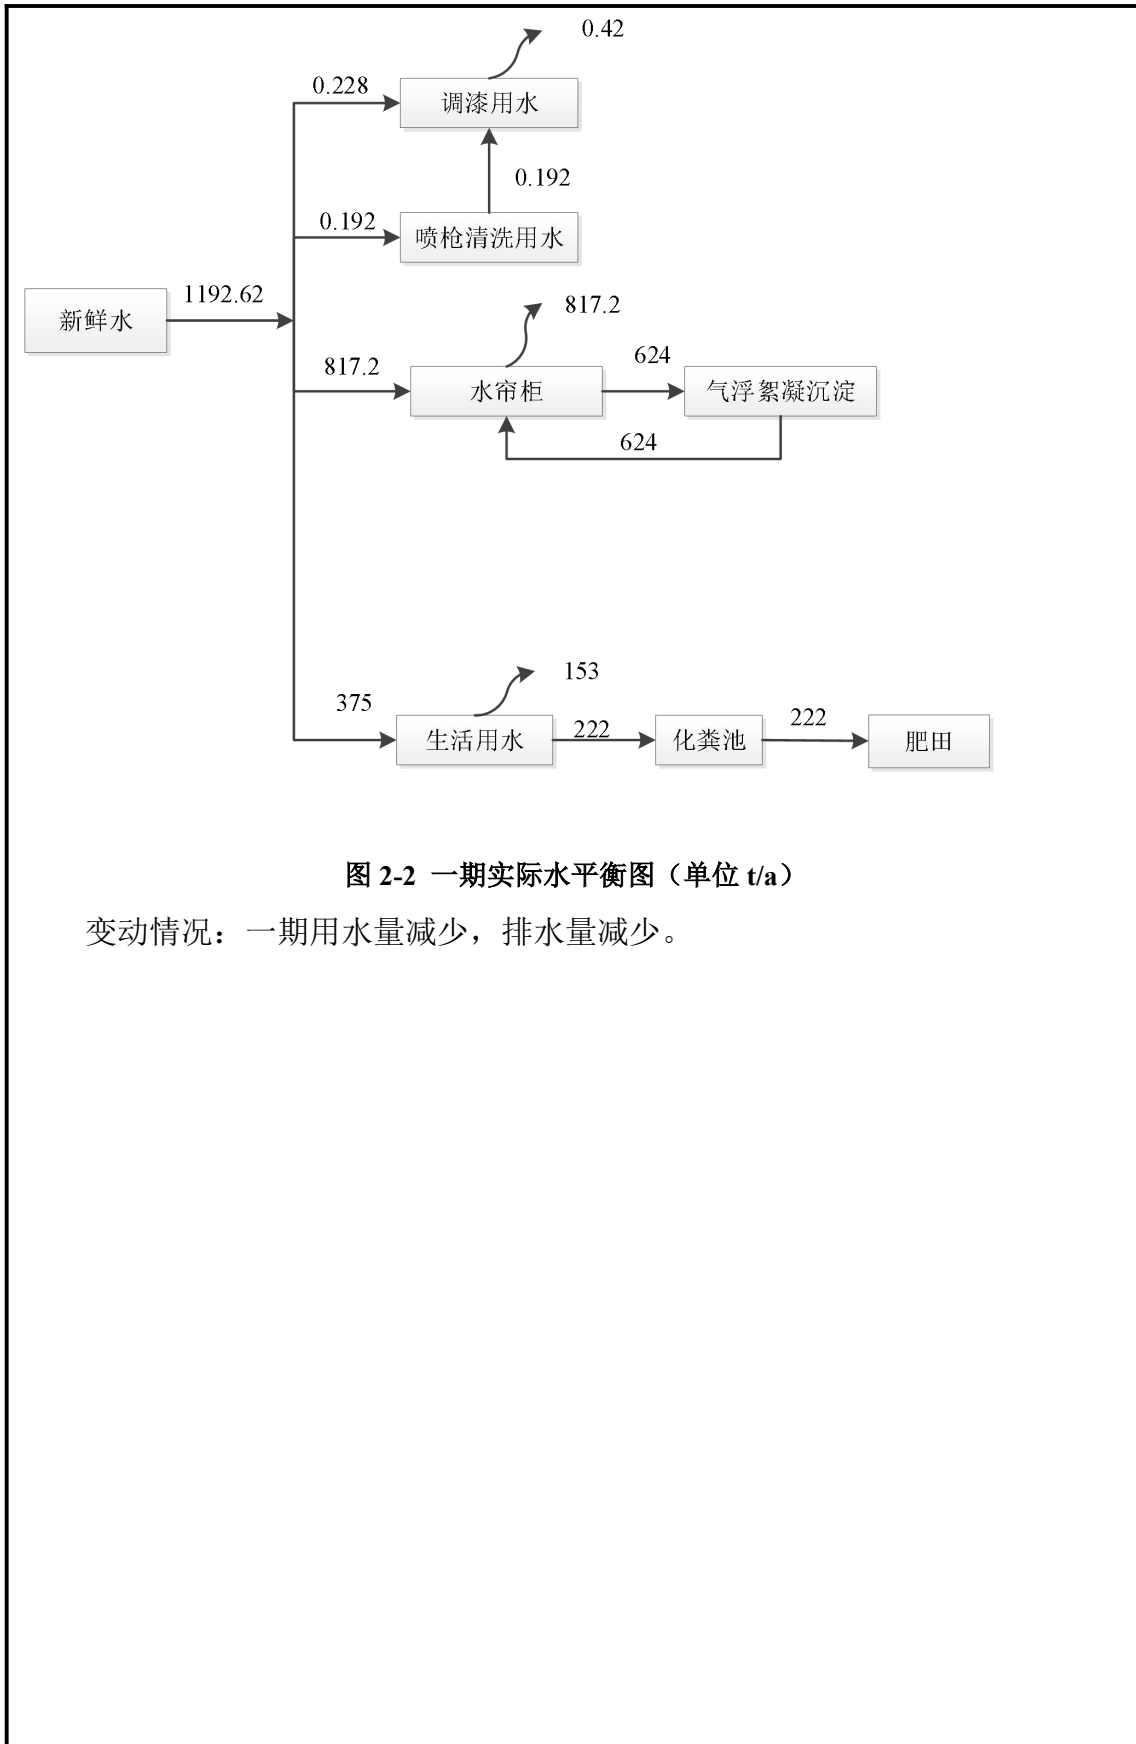 0.42
0.228
调漆用水
0.192
0.192
喷枪清洗用水
1192.62
新鲜水
817.2
817.2
624
水帘柜
气浮絮凝沉淀
624
153
375
生活用水
222
化粪池
222
肥田
图 2-2 一期实际水平衡图（单位 t/a）
变动情况：一期用水量减少，排水量减少。